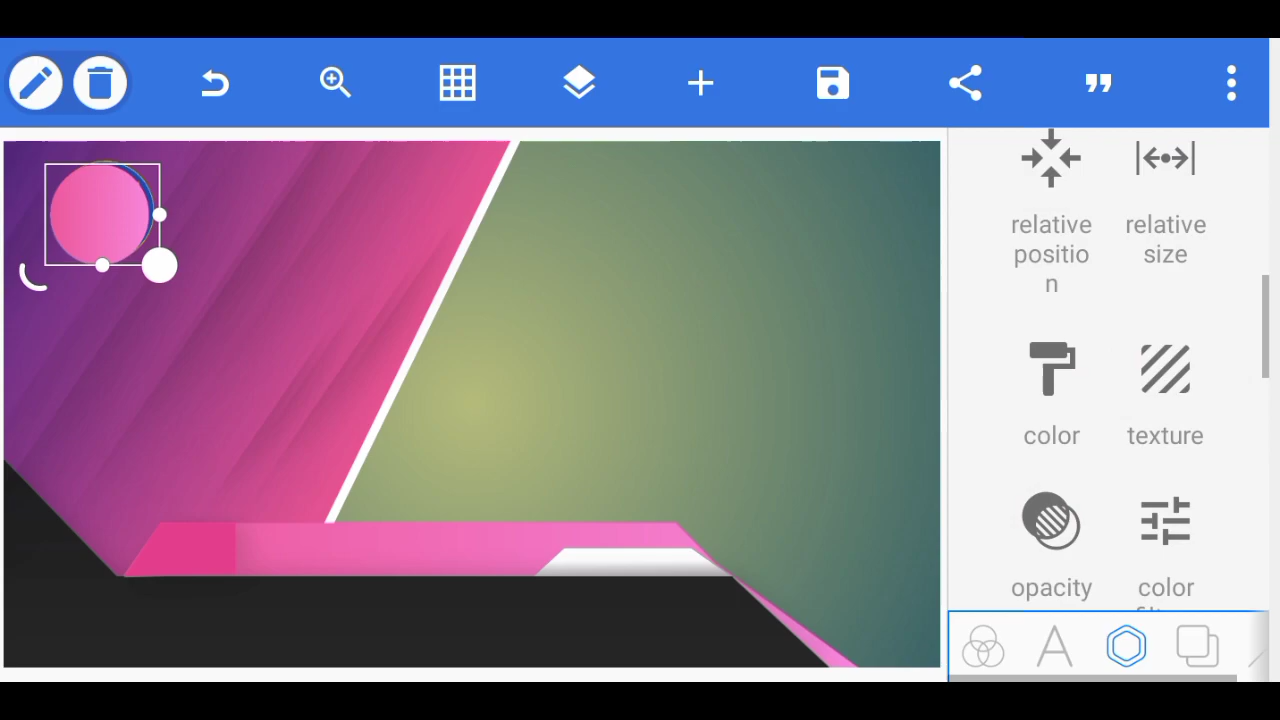 relative
positio
n
relative
size
color
texture
opacity
color